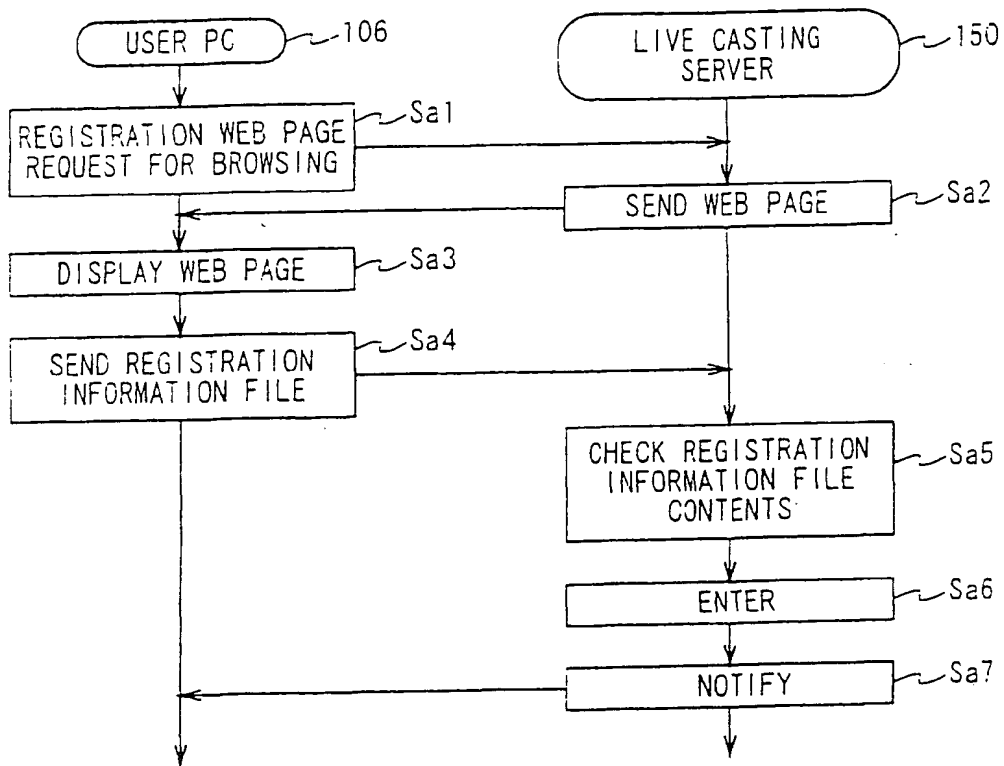 USER PC
106
LIVE CASTING
SERVER
150
REGISTRATION WEB PAGE
REQUEST FOR BROWSING
Sa1
SEND WEB PAGE
Sa2
DISPLAY WEB PAGE
Sa3
SEND REGISTRATION
INFORMATION FILE
Sa4
CHECK REGISTRATION
INFORMATION FILE
CONTENTS
Sa5
ENTER
Sa6
NOTIFY
Sa7